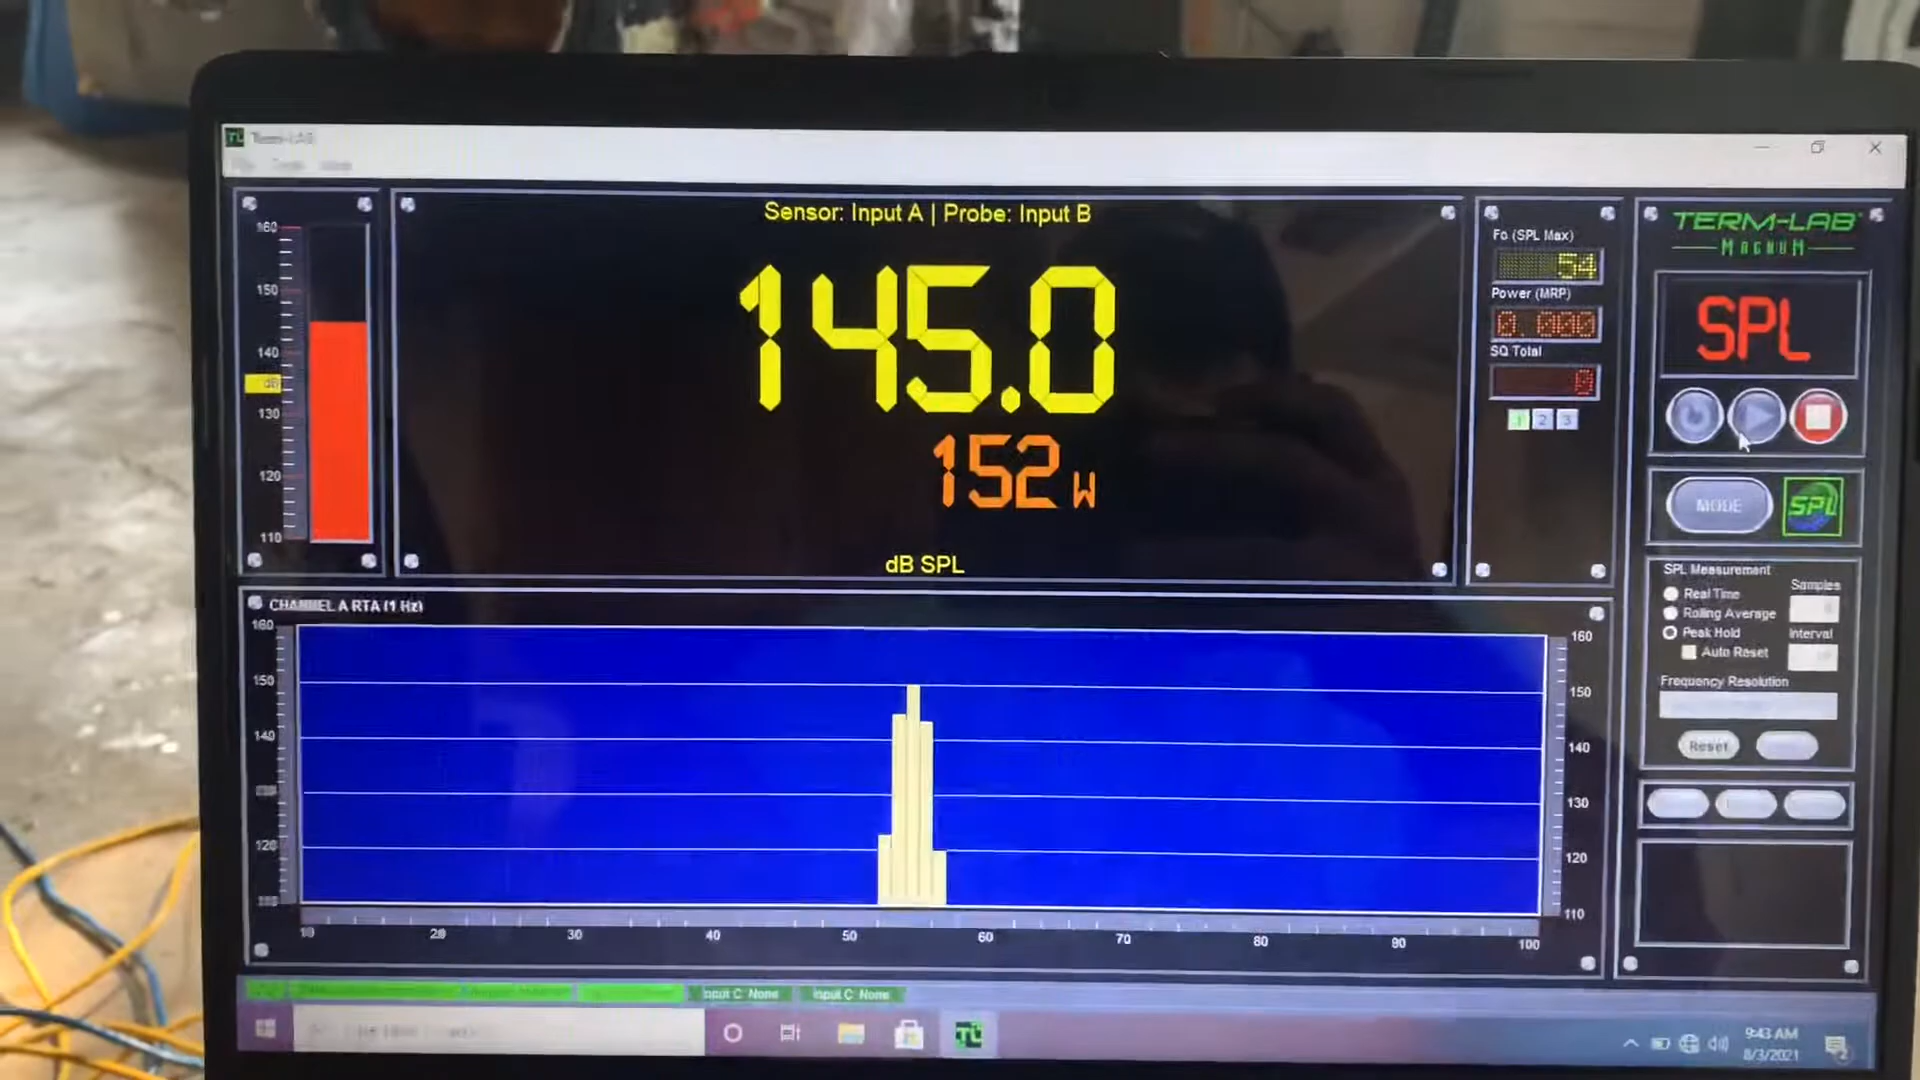 Term-LAB
Sensor: Input A | Probe: Input B
160
150
140
dB
130
120
110
145.0
152 W
dB SPL
Fo (SPL Max)
54
Power (MRP)
0.000
SQ Total
0
1 2 3
TERM-LAB
MAGNUM
SPL
MODE
SPL
SPL Measurement
Samples
Real Time
Rolling Average
Peak Hold
Interval
Auto Reset
Frequency Resolution
Reset
CHANNEL A RTA (1 Hz)
160
150
140
120
160
150
140
130
120
110
10 20 30 40 50 60 70 80 90 100
Input C: None
Input C: None
9:43 AM
8/3/2021